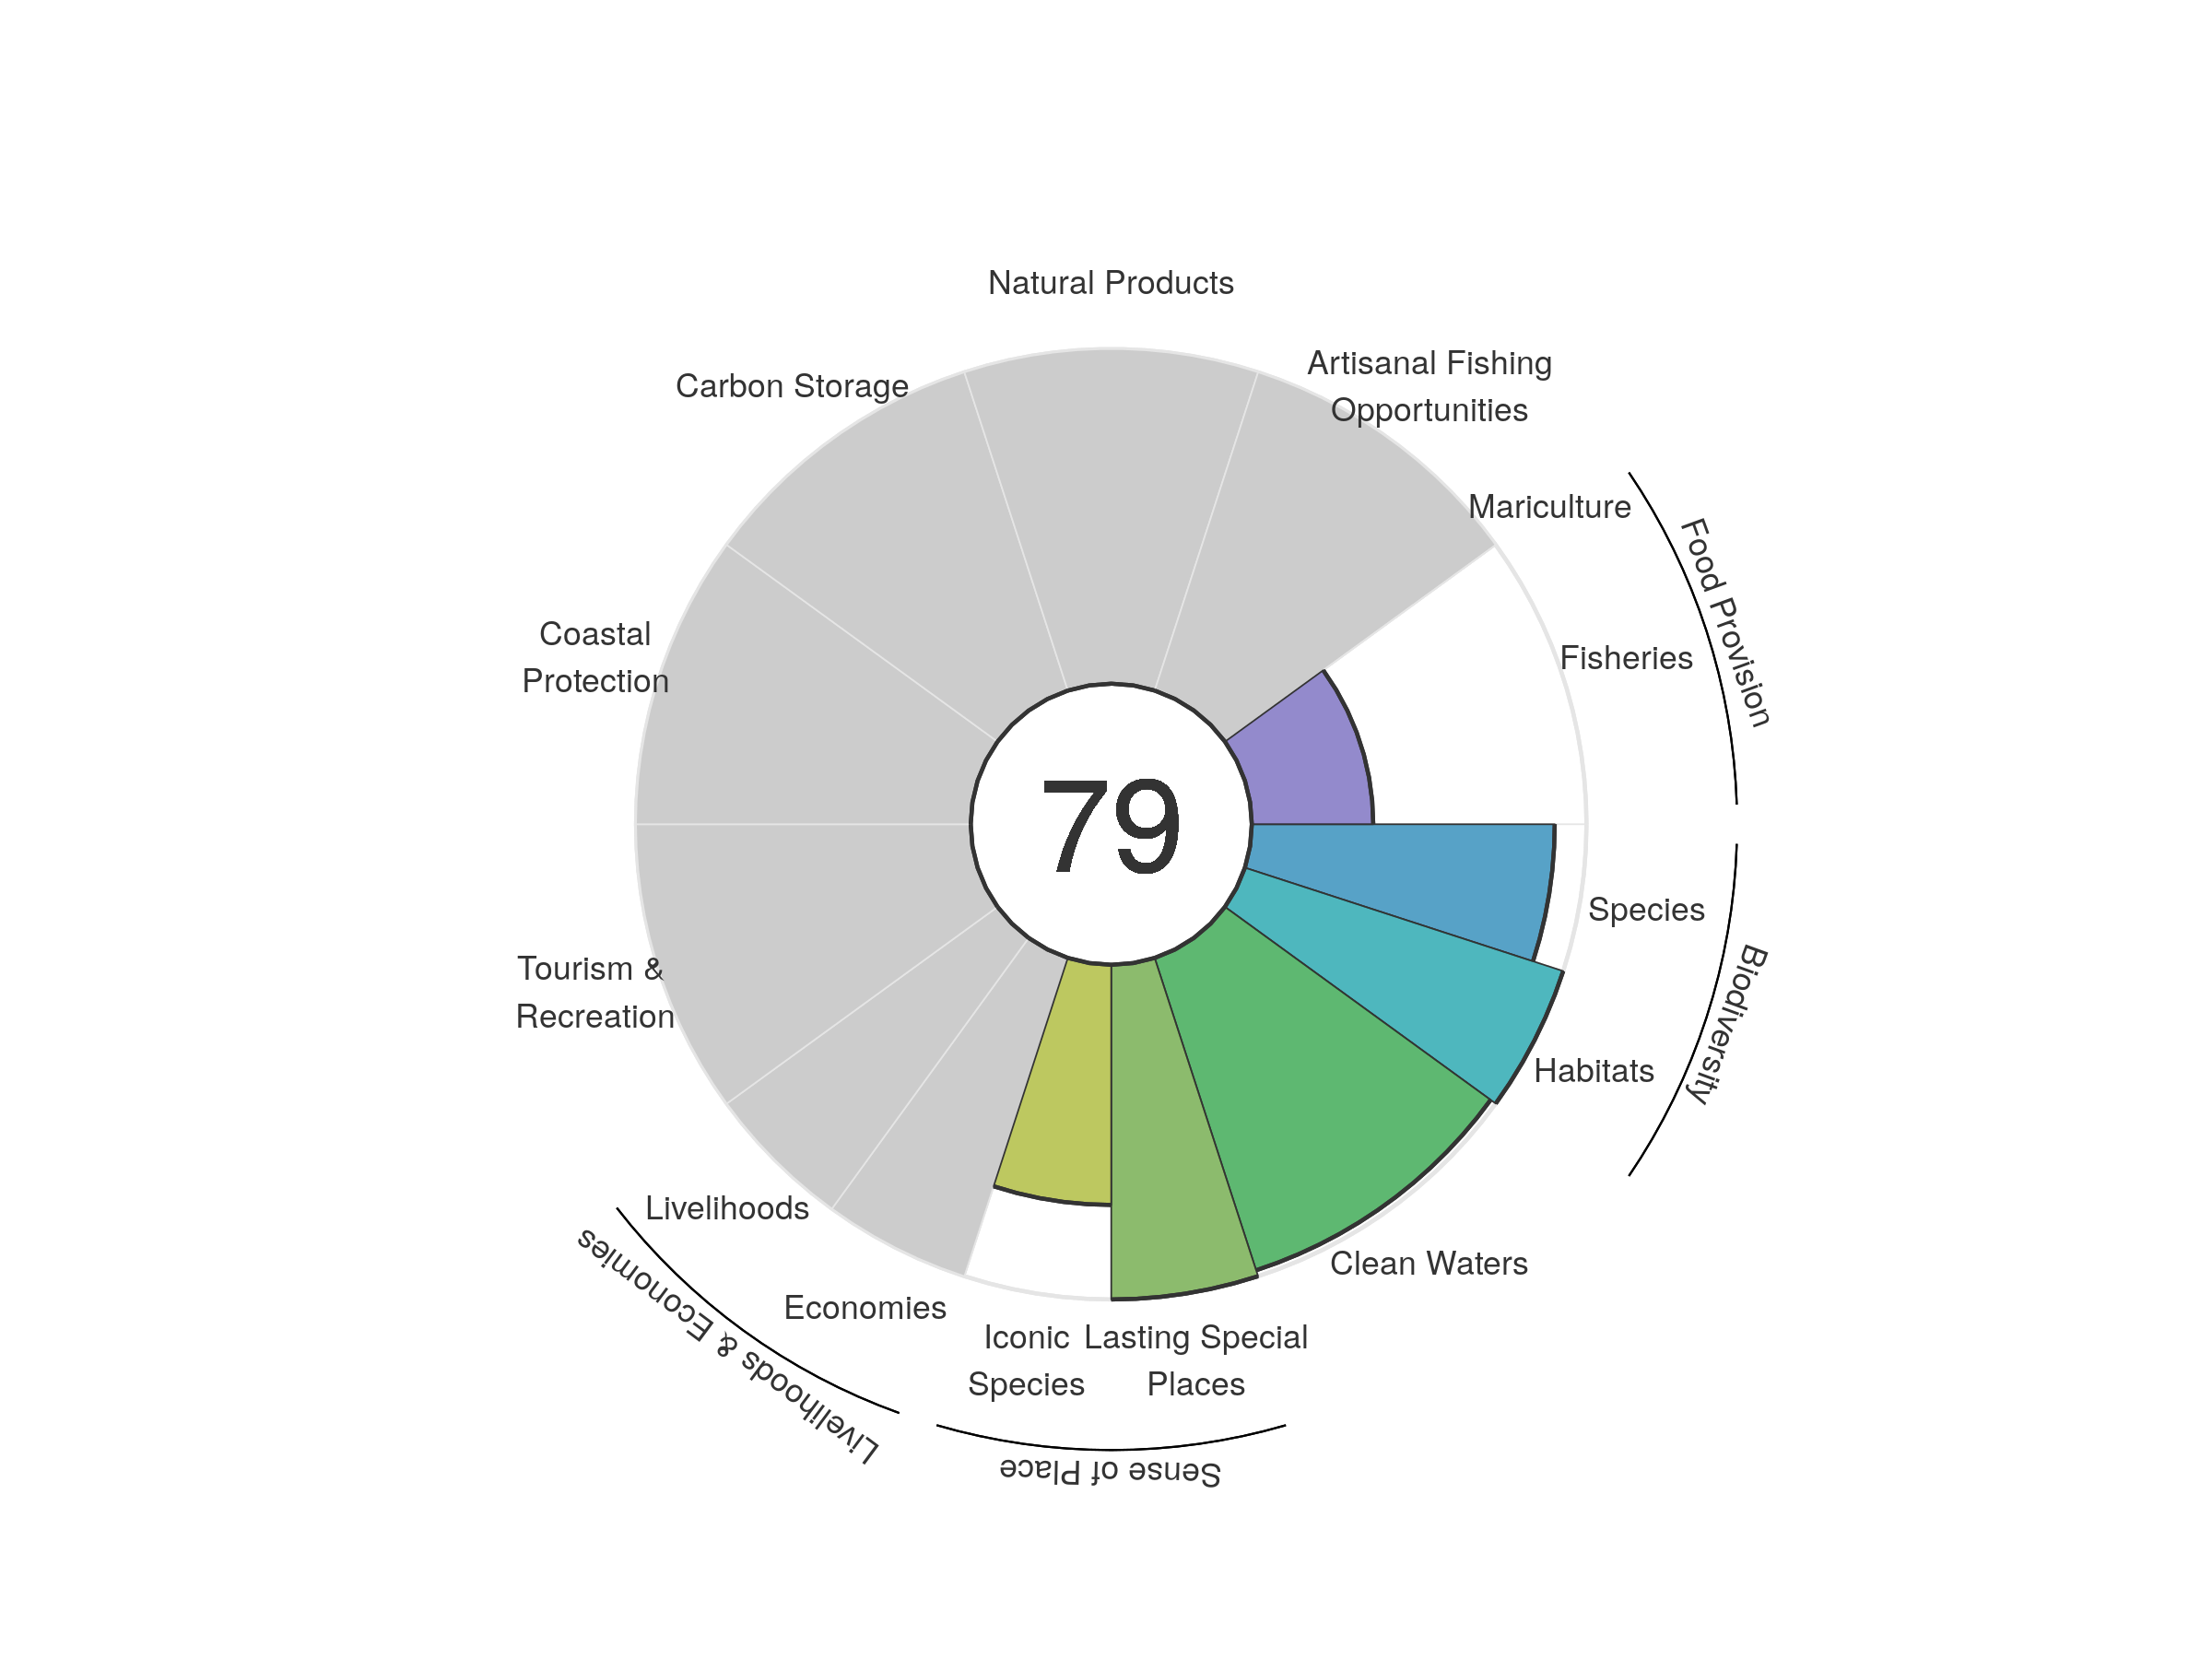 Natural Products
Artisanal Fishing
Opportunities
Carbon Storage
Mariculture
Food Provision
Fisheries
Coastal
Protection
79
Species
Biodiversity
Habitats
Tourism &
Recreation
Livelihoods
Livelihoods & Economies
Economies
Clean Waters
Iconic
Species
Lasting Special
Places
Sense of Place